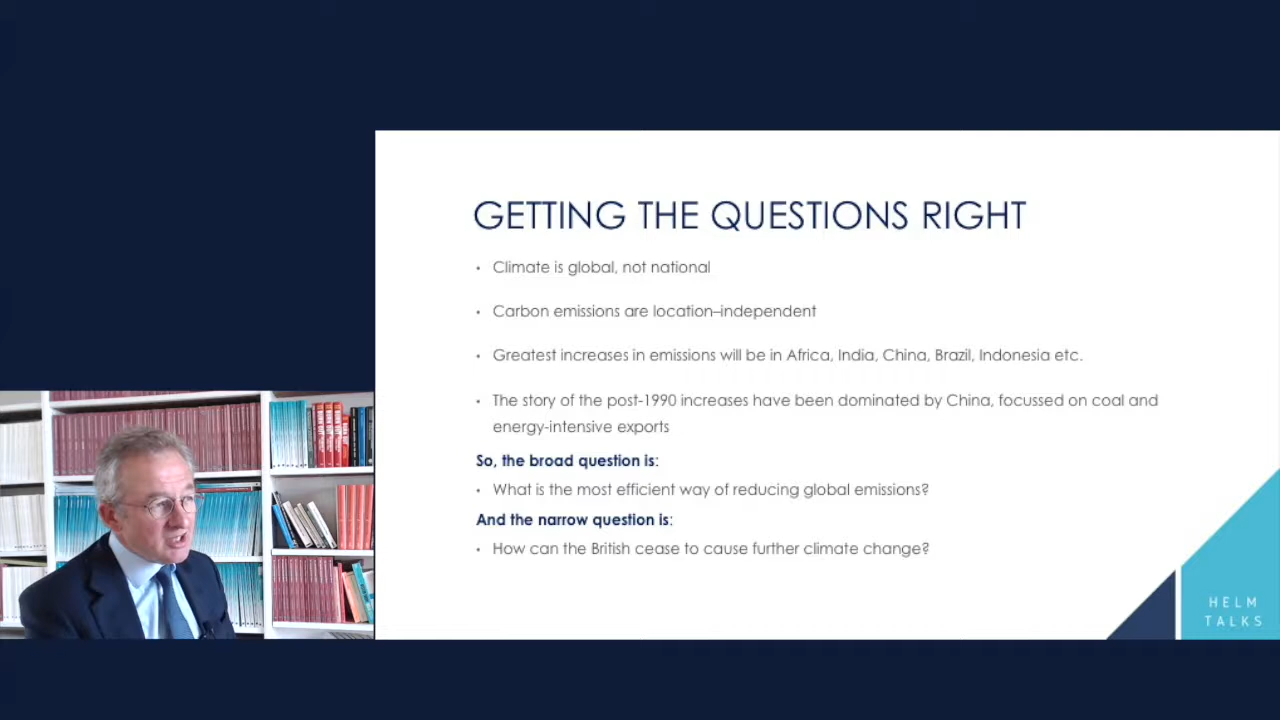 GETTING THE QUESTIONS RIGHT
• Climate is global, not national
• Carbon emissions are location–independent
• Greatest increases in emissions will be in Africa, India, China, Brazil, Indonesia etc.
• The story of the post-1990 increases have been dominated by China, focussed on coal and
energy-intensive exports
So, the broad question is:
• What is the most efficient way of reducing global emissions?
And the narrow question is:
• How can the British cease to cause further climate change?
HELM
TALKS